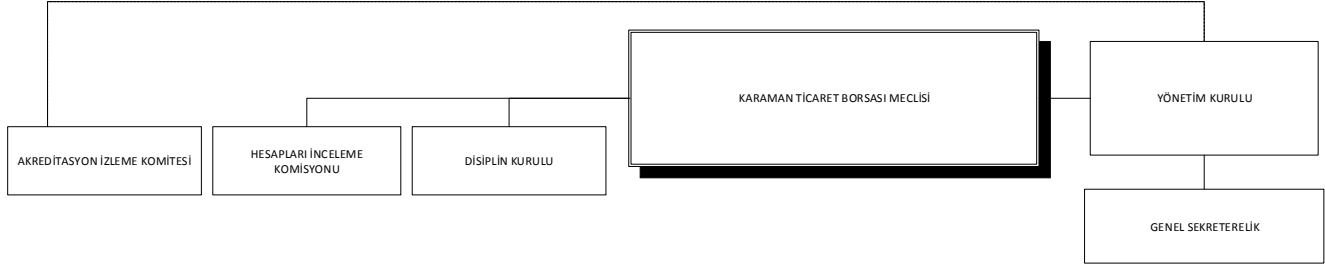 KARAMAN TİCARET BORSASI MECLİSİ
YÖNETİM KURULU
AKREDİTASYON İZLEME KOMİTESİ
HESAPLARI İNCELEME
KOMİSYONU
DİSİPLİN KURULU
GENEL SEKRETERELİK